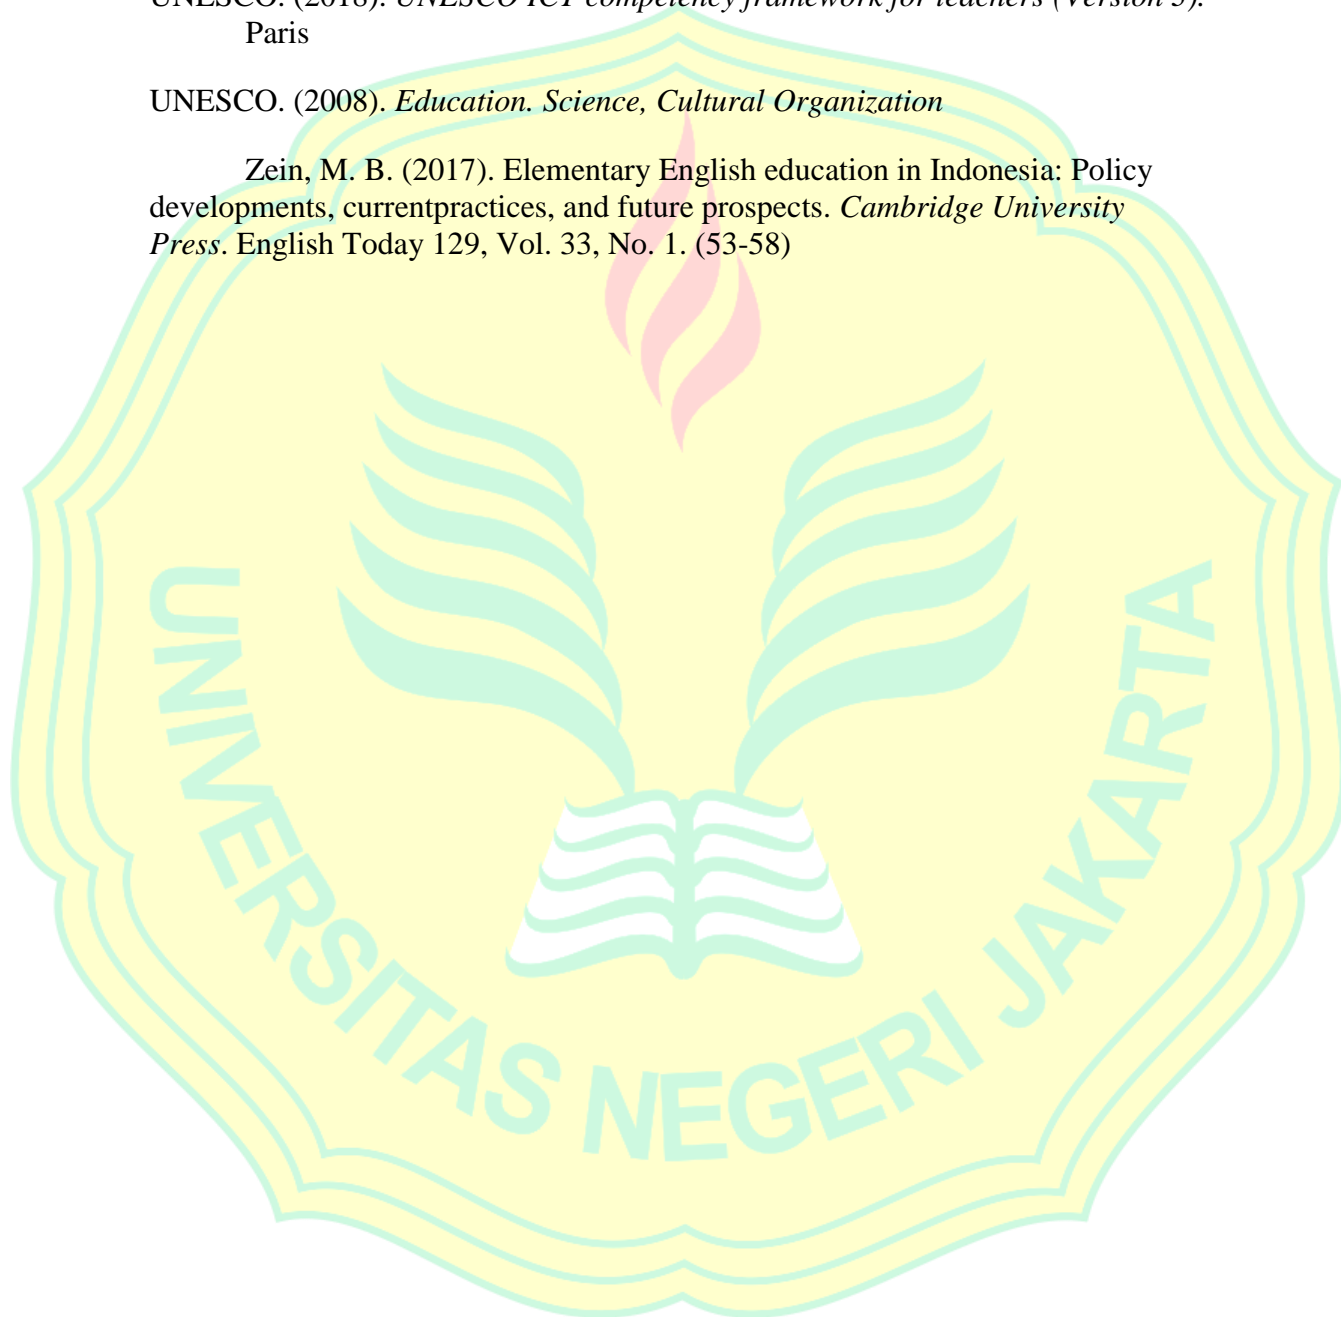 UNESCO. (2018). UNESCO ICT competency framework for teachers (Version 3).
Paris
UNESCO. (2008). Education. Science, Cultural Organization
Zein, M. B. (2017). Elementary English education in Indonesia: Policy
developments, currentpractices, and future prospects. Cambridge University
Press. English Today 129, Vol. 33, No. 1. (53-58)
UNIVERSITAS NEGERI JAKARTA